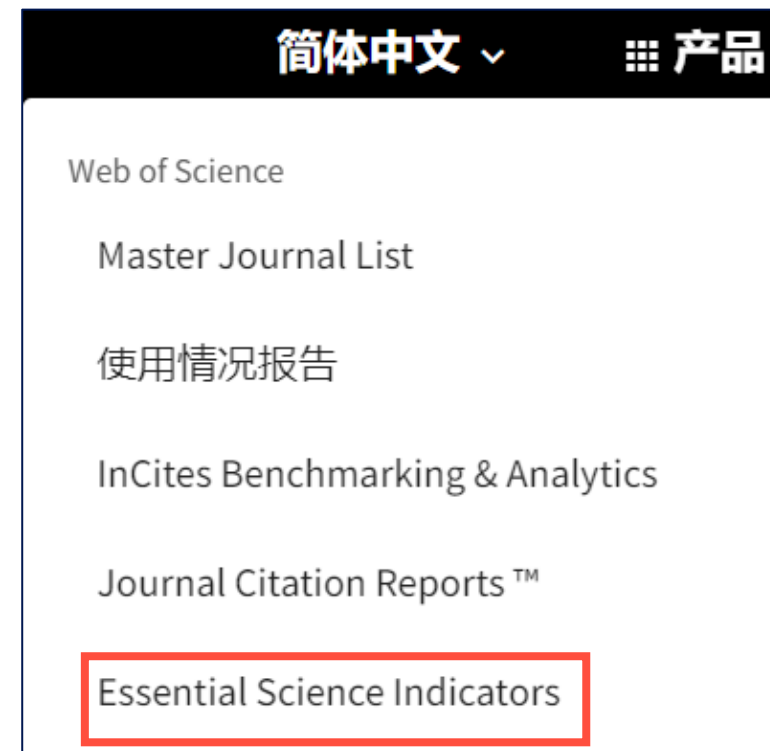 简体中文 产品
Web of Science
Master Journal List
使用情况报告
InCites Benchmarking & Analytics
Journal Citation Reports ™
Essential Science Indicators